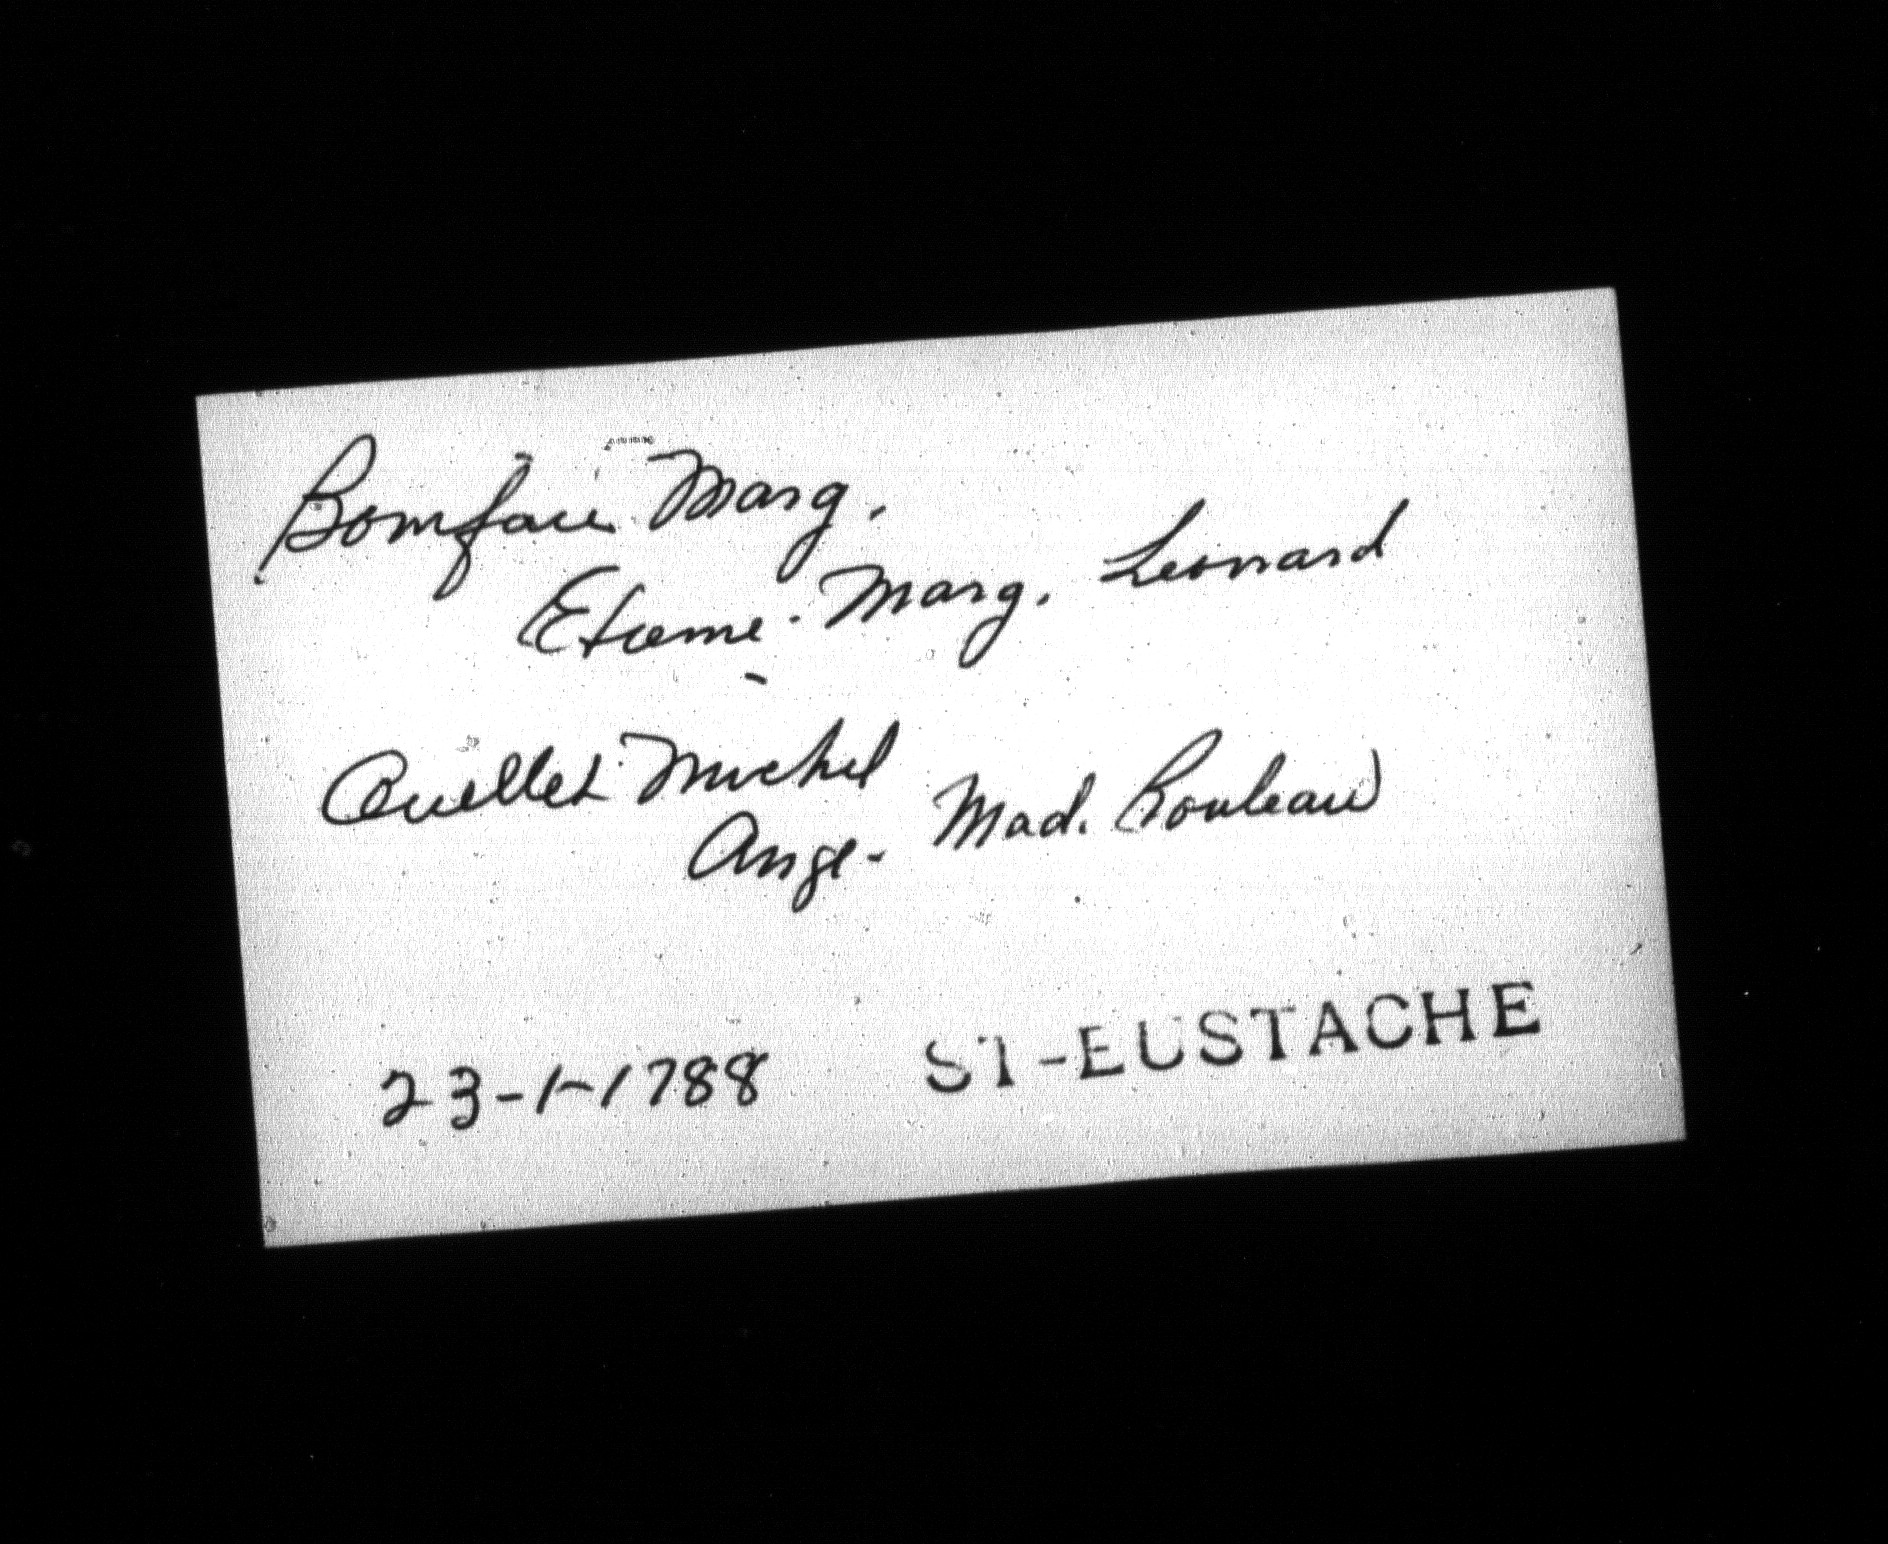 Boniface Marg.
Etienne - Marg. Leonard
Ouellet Michel
Ange - Mad. Rouleau
23-1-1788 ST-EUSTACHE